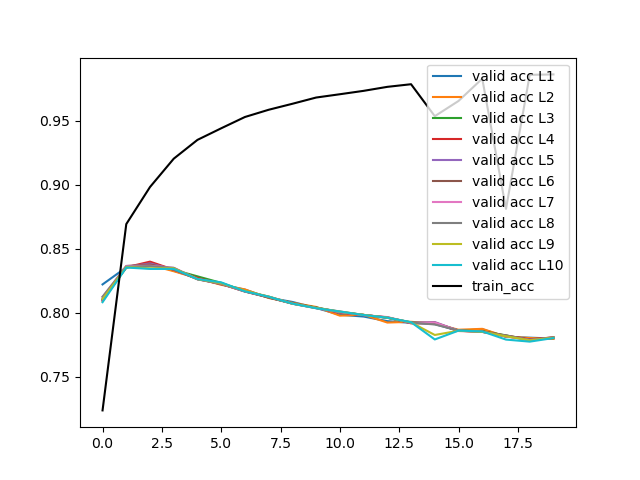 valid acc L1
valid acc L2
valid acc L3
valid acc L4
valid acc L5
valid acc L6
valid acc L7
valid acc L8
valid acc L9
valid acc L10
train_acc
0.95
0.90
0.85
0.80
0.75
0.0 2.5 5.0 7.5 10.0 12.5 15.0 17.5